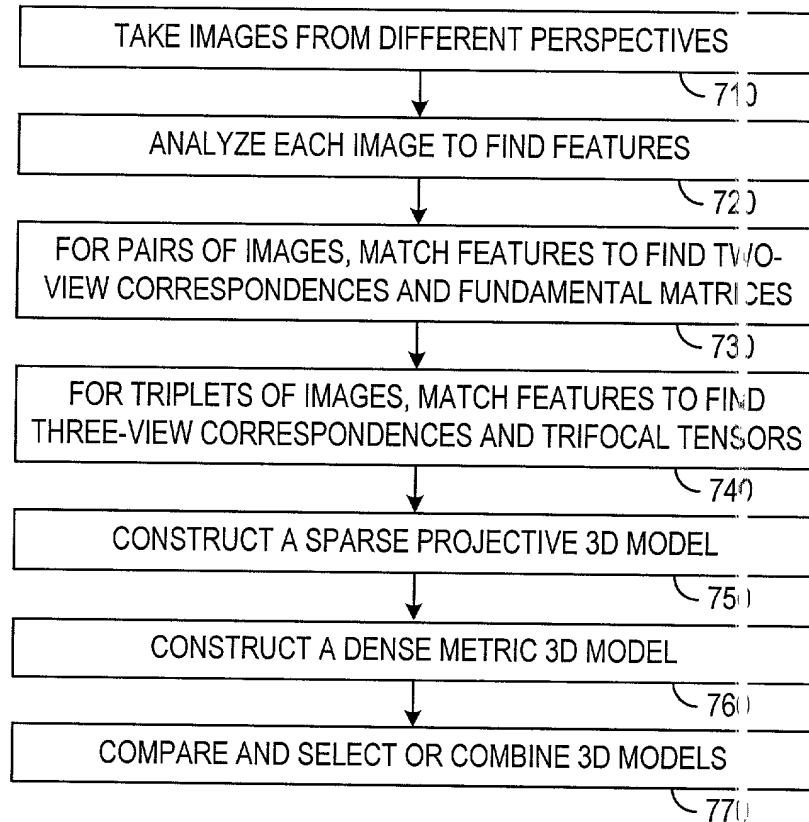 TAKE IMAGES FROM DIFFERENT PERSPECTIVES
710
ANALYZE EACH IMAGE TO FIND FEATURES
720
FOR PAIRS OF IMAGES, MATCH FEATURES TO FIND TWO-
VIEW CORRESPONDENCES AND FUNDAMENTAL MATRICES
730
FOR TRIPLETS OF IMAGES, MATCH FEATURES TO FIND
THREE-VIEW CORRESPONDENCES AND TRIFOCAL TENSORS
740
CONSTRUCT A SPARSE PROJECTIVE 3D MODEL
750
CONSTRUCT A DENSE METRIC 3D MODEL
760
COMPARE AND SELECT OR COMBINE 3D MODELS
770